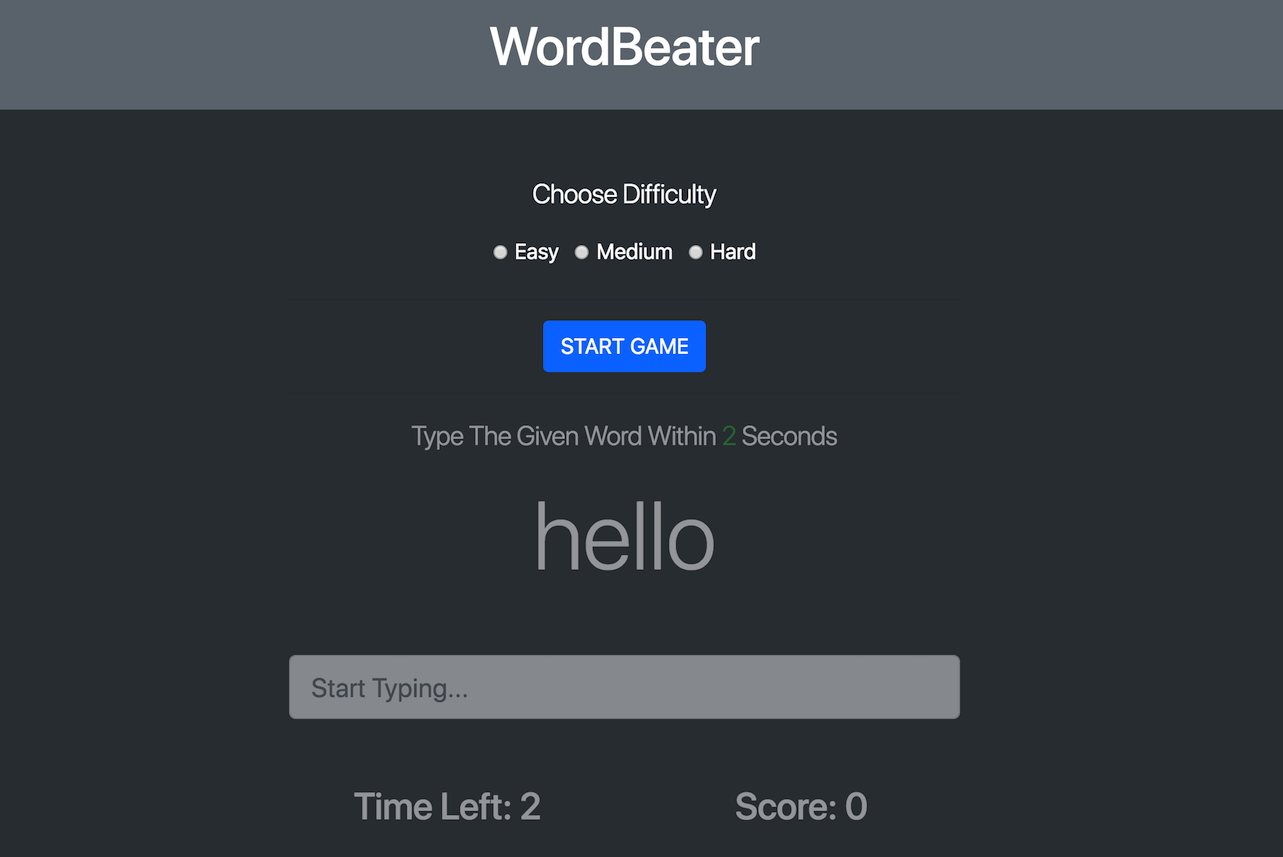 WordBeater
Choose Difficulty
Easy Medium Hard
START GAME
Type The Given Word Within 2 Seconds
hello
Start Typing...
Time Left: 2 Score: 0